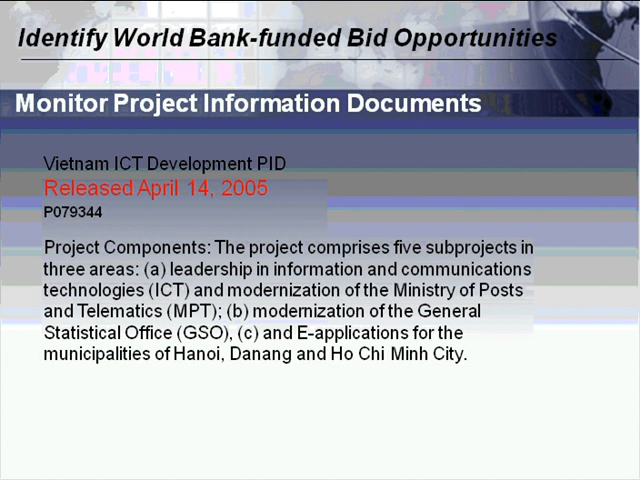 Identify World Bank-funded Bid Opportunities
Monitor Project Information Documents
Vietnam ICT Development PID
Released April 14, 2005
P079344
Project Components: The project comprises five subprojects in
three areas: (a) leadership in information and communications
technologies (ICT) and modernization of the Ministry of Posts
and Telematics (MPT); (b) modernization of the General
Statistical Office (GSO), (c) and E-applications for the
municipalities of Hanoi, Danang and Ho Chi Minh City.